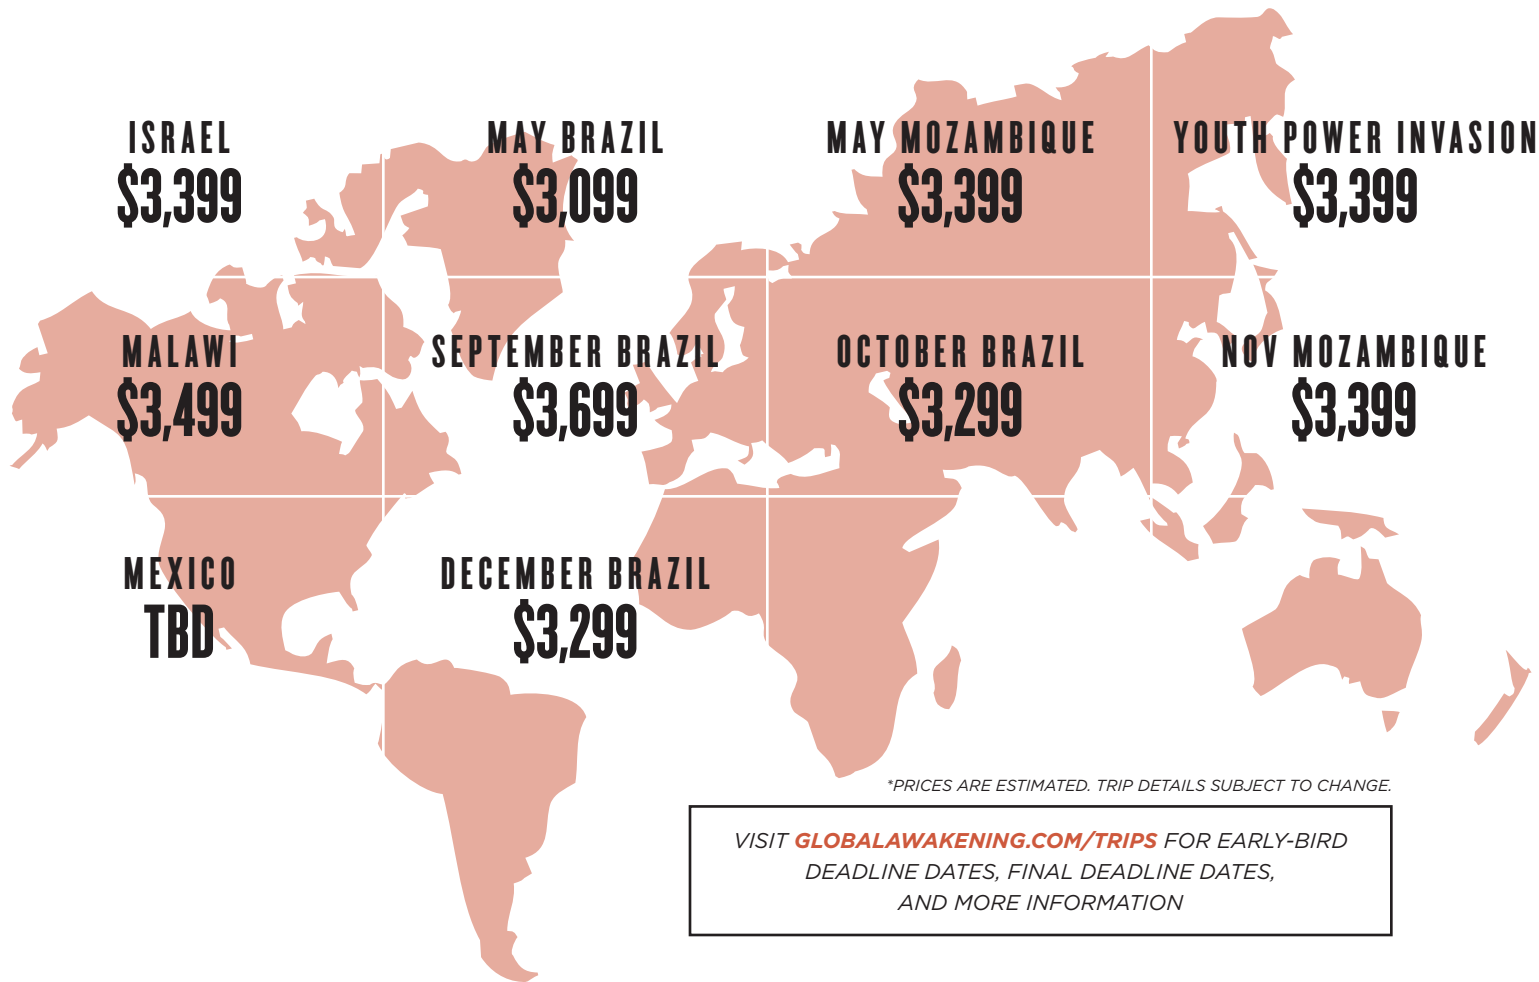 ISRAEL
$3,399
MAY BRAZIL
$3,099
MAY MOZAMBIQUE
$3,399
YOUTH POWER INVASION
$3,399
MALAWI
$3,499
SEPTEMBER BRAZIL
$3,699
OCTOBER BRAZIL
$3,299
NOV MOZAMBIQUE
$3,399
MEXICO
TBD
DECEMBER BRAZIL
$3,299
*PRICES ARE ESTIMATED. TRIP DETAILS SUBJECT TO CHANGE.
VISIT GLOBALAWAKENING.COM/TRIPS FOR EARLY-BIRD
DEADLINE DATES, FINAL DEADLINE DATES,
AND MORE INFORMATION